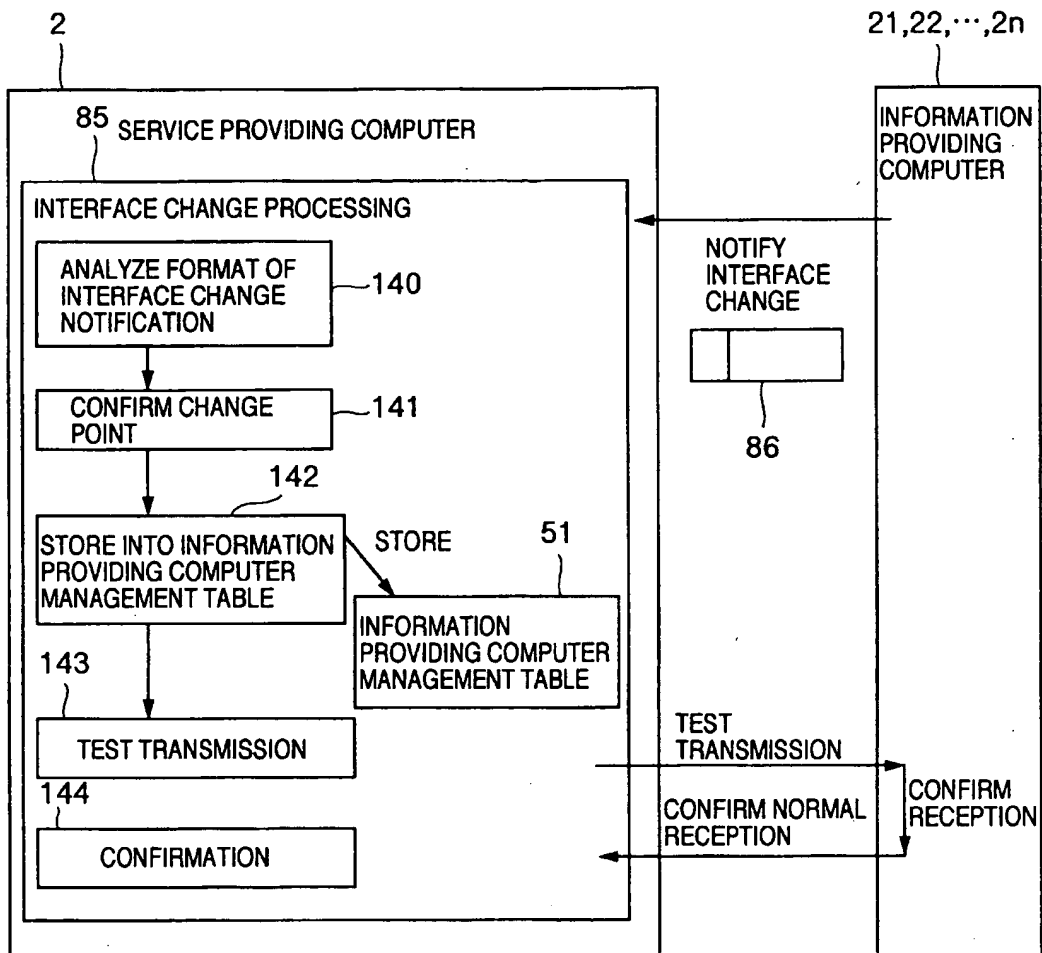 2
21,22,···,2n
85
SERVICE PROVIDING COMPUTER
INFORMATION
PROVIDING
COMPUTER
INTERFACE CHANGE PROCESSING
ANALYZE FORMAT OF
INTERFACE CHANGE
NOTIFICATION
140
NOTIFY
INTERFACE
CHANGE
86
CONFIRM CHANGE
POINT
141
142
STORE INTO INFORMATION
PROVIDING COMPUTER
MANAGEMENT TABLE
STORE
51
INFORMATION
PROVIDING COMPUTER
MANAGEMENT TABLE
143
TEST TRANSMISSION
TEST
TRANSMISSION
CONFIRM
RECEPTION
CONFIRM NORMAL
RECEPTION
144
CONFIRMATION